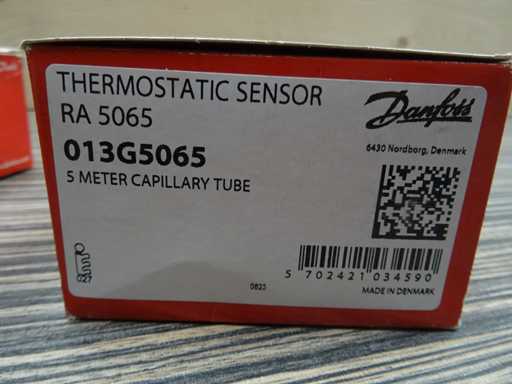 THERMOSTATIC SENSOR
RA 5065
013G5065
5 METER CAPILLARY TUBE
Danfoss
6430 Nordborg, Denmark
5 702421 034590
0823
MADE IN DENMARK